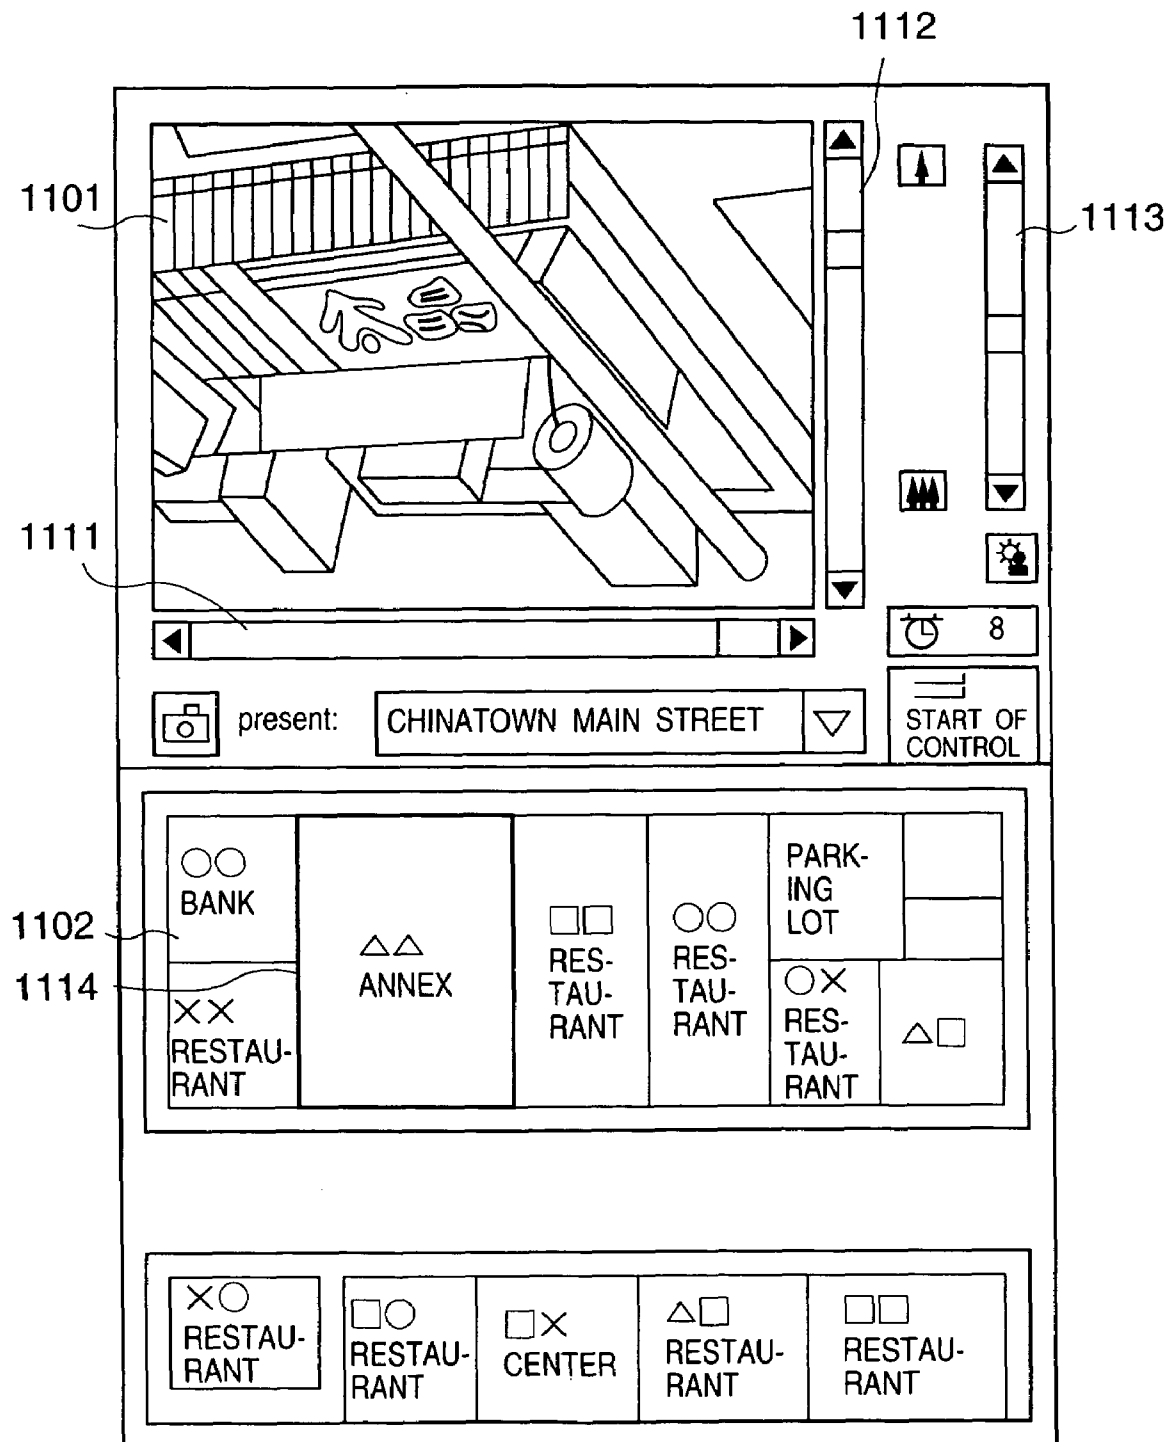 1112
1101
1113
1111
8
present:
CHINATOWN MAIN STREET
START OF
CONTROL
○○
BANK
1102
1114
××
RESTAU-
RANT
△△
ANNEX
□□
RES-
TAU-
RANT
○○
RES-
TAU-
RANT
PARK-
ING
LOT
○×
RES-
TAU-
RANT
△□
×○
RESTAU-
RANT
□○
RESTAU-
RANT
□×
CENTER
△□
RESTAU-
RANT
□□
RESTAU-
RANT